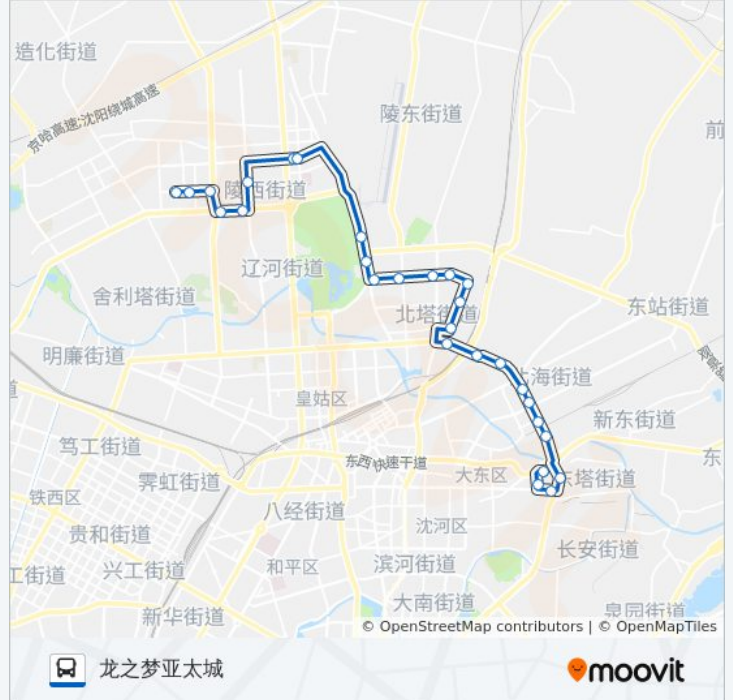 造化街道
京哈高速;沈阳绕城高速
陵东街道
前
陵西街道
辽河街道
舍利塔街道
北塔街道
东站街道
明廉街道
上海街道
道
皇姑区
新东街道
笃工街道
东西快速干道
东
霁虹街道
大东区
长塔街道
铁西区
八经街道
沈河区
贵和街道
长安街道
工街道
兴工街道
和平区
滨河街道
大南街道
泉园街道
新华街道
© OpenStreetMap contributors | © OpenMapTiles
龙之梦亚太城
moovit